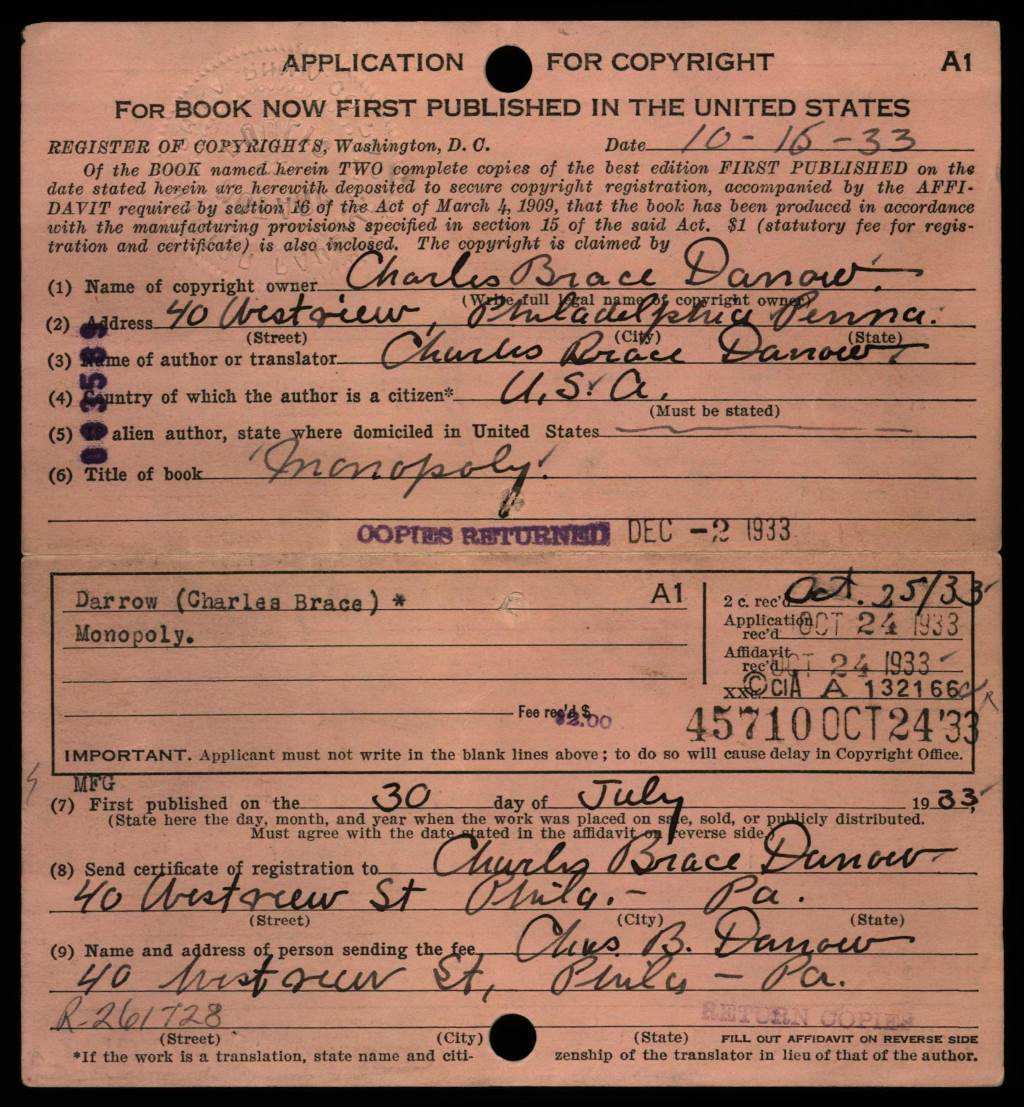 APPLICATION FOR COPYRIGHT A1
FOR BOOK NOW FIRST PUBLISHED IN THE UNITED STATES
REGISTER OF COPYRIGHTS, Washington, D. C. Date 10-16-33
Of the BOOK named herein TWO complete copies of the best edition FIRST PUBLISHED on the
date stated herein are herewith deposited to secure copyright registration, accompanied by the AFFI-
DAVIT required by section 16 of the Act of March 4, 1909, that the book has been produced in accordance
with the manufacturing provisions specified in section 15 of the said Act. $1 (statutory fee for regis-
tration and certificate) is also inclosed. The copyright is claimed by
(1) Name of copyright owner Charles Brace Darrow.
(Write full legal name of copyright owner)
(2) Address 40 Westview, Philadelphia Penna.
(Street) (City) (State)
(3) Name of author or translator Charles Brace Darrow.
(4) Country of which the author is a citizen* U.S.A.
(Must be stated)
(5) alien author, state where domiciled in United States
(6) Title of book "Monopoly."
COPIES RETURNED DEC -2 1933
Darrow (Charles Brace) * A1 2 c. rec'd Oct. 25/33
Monopoly. Application rec'd OCT 24 1933
Affidavit rec'd OCT 24 1933
XX ©CIA A 132166
Fee rec'd $ $2.00 45710 OCT 24 '33
IMPORTANT. Applicant must not write in the blank lines above; to do so will cause delay in Copyright Office.
MFG
(7) First published on the 30 day of July 1933,
(State here the day, month, and year when the work was placed on sale, sold, or publicly distributed.
Must agree with the date stated in the affidavit on reverse side.)
(8) Send certificate of registration to Charles Brace Darrow
40 Westview St Phila. - Pa.
(Street) (City) (State)
(9) Name and address of person sending the fee Chas. B. Darrow
40 Westview St, Phila - Pa.
R-261728 RETURN COPIES
(Street) (City) (State) FILL OUT AFFIDAVIT ON REVERSE SIDE
*If the work is a translation, state name and citi- zenship of the translator in lieu of that of the author.